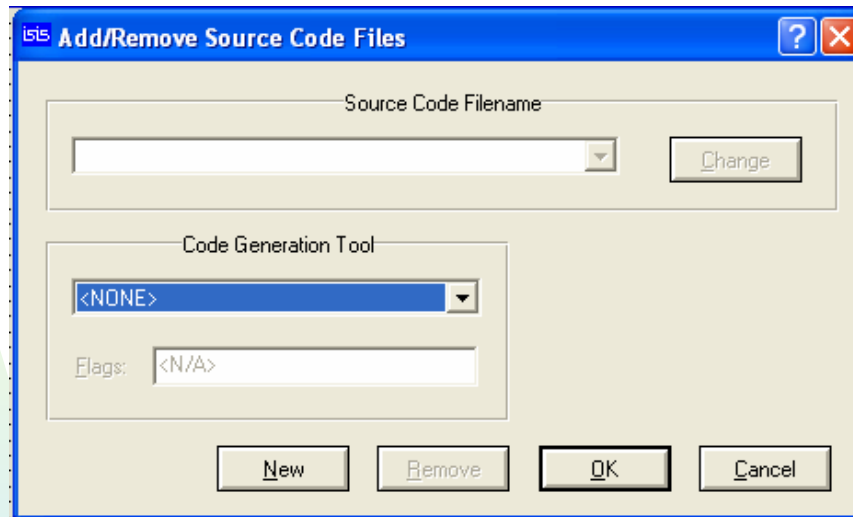 isis Add/Remove Source Code Files
Source Code Filename
Change
Code Generation Tool
<NONE>
Flags: <N/A>
New Remove OK Cancel